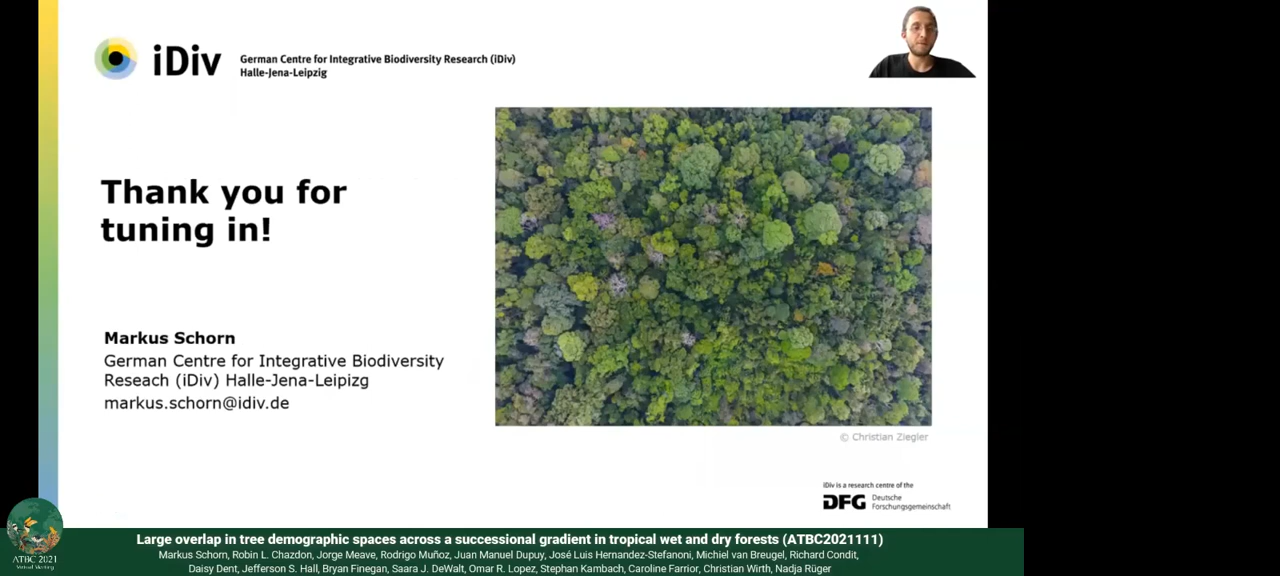 iDiv
German Centre for Integrative Biodiversity Research (iDiv)
Halle-Jena-Leipzig
Thank you for
tuning in!
Markus Schorn
German Centre for Integrative Biodiversity
Reseach (iDiv) Halle-Jena-Leipizg
markus.schorn@idiv.de
© Christian Ziegler
iDiv is a research centre of the
DFG Deutsche
Forschungsgemeinschaft
ATBC 2021
Virtual Meeting
Large overlap in tree demographic spaces across a successional gradient in tropical wet and dry forests (ATBC2021111)
Markus Schorn, Robin L. Chazdon, Jorge Meave, Rodrigo Muñoz, Juan Manuel Dupuy, José Luis Hernandez-Stefanoni, Michiel van Breugel, Richard Condit,
Daisy Dent, Jefferson S. Hall, Bryan Finegan, Saara J. DeWalt, Omar R. Lopez, Stephan Kambach, Caroline Farrior, Christian Wirth, Nadja Rüger